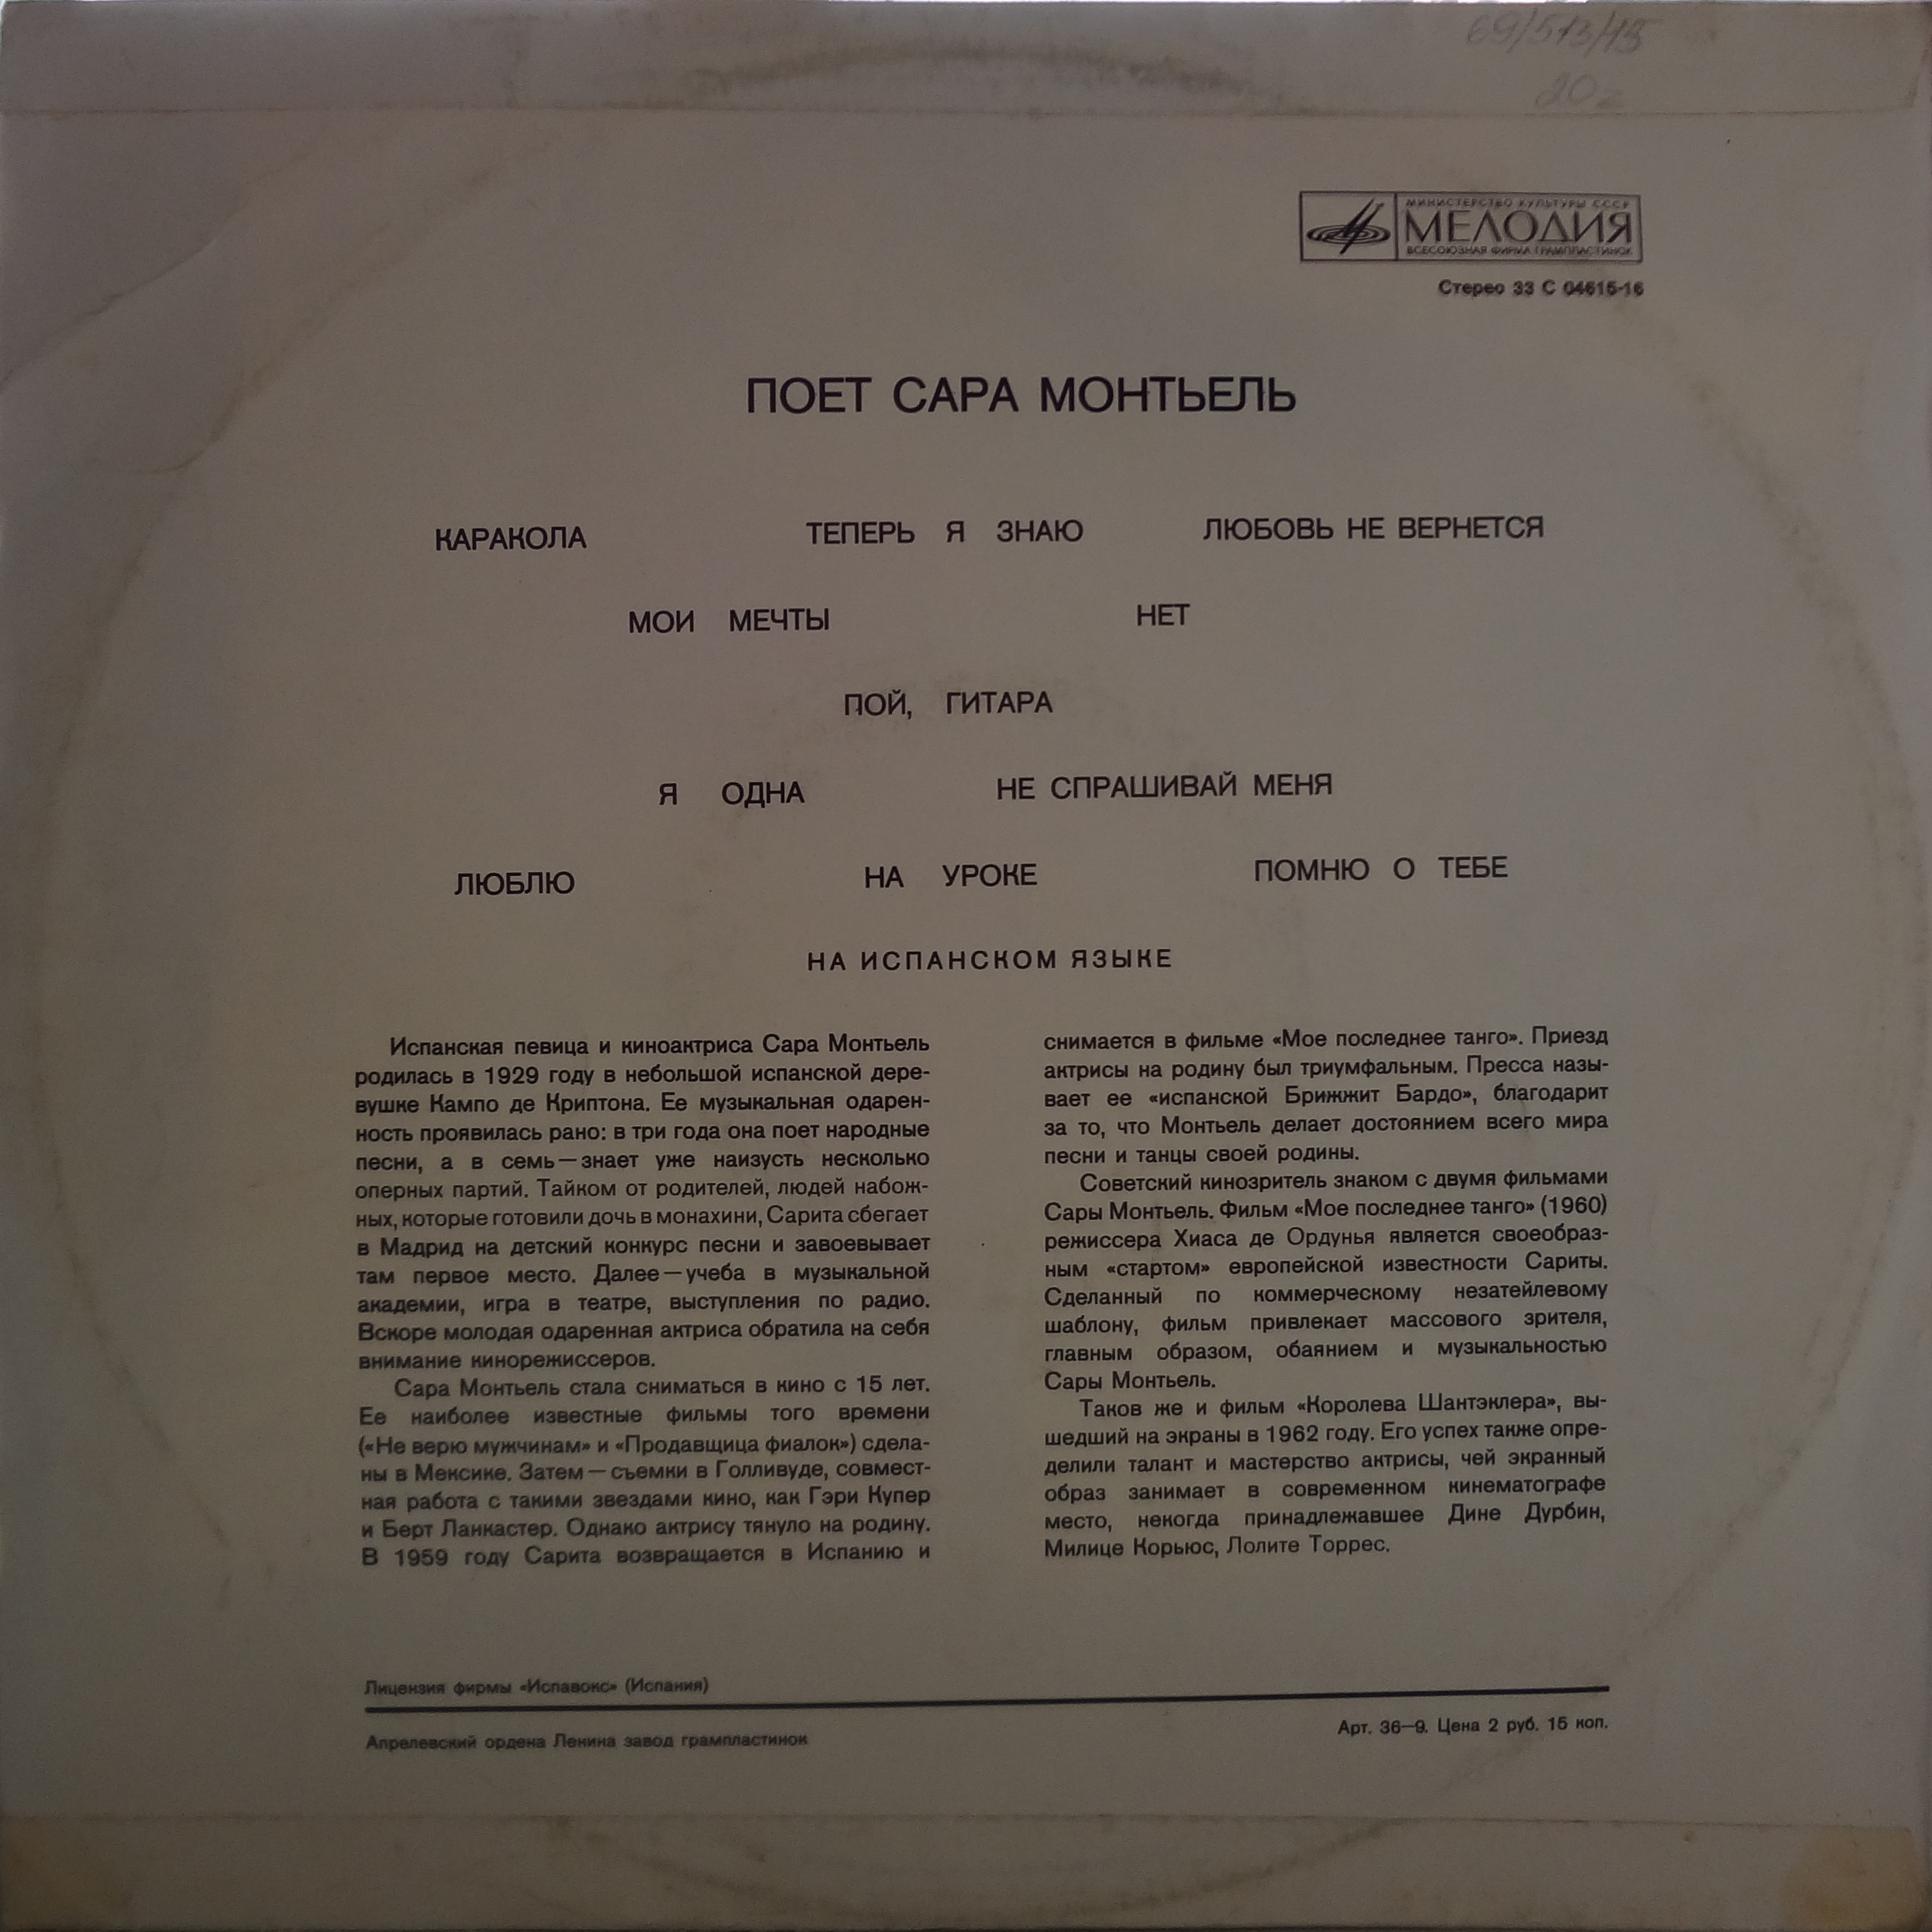 69/513/45
МИНИСТЕРСТВО КУЛЬТУРЫ СССР
МЕЛОДИЯ
ВСЕСОЮЗНАЯ ФИРМА ГРАМПЛАСТИНОК
Стерео 33 С 04615-16
ПОЕТ САРА МОНТЬЕЛЬ
КАРАКОЛА ТЕПЕРЬ Я ЗНАЮ ЛЮБОВЬ НЕ ВЕРНЕТСЯ
МОИ МЕЧТЫ НЕТ
ПОЙ, ГИТАРА
Я ОДНА НЕ СПРАШИВАЙ МЕНЯ
ЛЮБЛЮ НА УРОКЕ ПОМНЮ О ТЕБЕ
НА ИСПАНСКОМ ЯЗЫКЕ
Испанская певица и киноактриса Сара Монтьель
родилась в 1929 году в небольшой испанской дере-
вушке Кампо де Криптона. Ее музыкальная одарен-
ность проявилась рано: в три года она поет народные
песни, а в семь — знает уже наизусть несколько
оперных партий. Тайком от родителей, людей набож-
ных, которые готовили дочь в монахини, Сарита сбегает
в Мадрид на детский конкурс песни и завоевывает
там первое место. Далее — учеба в музыкальной
академии, игра в театре, выступления по радио.
Вскоре молодая одаренная актриса обратила на себя
внимание кинорежиссеров.
Сара Монтьель стала сниматься в кино с 15 лет.
Ее наиболее известные фильмы того времени
(«Не верю мужчинам» и «Продавщица фиалок») сдела-
ны в Мексике. Затем — съемки в Голливуде, совмест-
ная работа с такими звездами кино, как Гэри Купер
и Берт Ланкастер. Однако актрису тянуло на родину.
В 1959 году Сарита возвращается в Испанию и
снимается в фильме «Мое последнее танго». Приезд
актрисы на родину был триумфальным. Пресса назы-
вает ее «испанской Брижжит Бардо», благодарит
за то, что Монтьель делает достоянием всего мира
песни и танцы своей родины.
Советский кинозритель знаком с двумя фильмами
Сары Монтьель. Фильм «Мое последнее танго» (1960)
режиссера Хиаса де Ордунья является своеобраз-
ным «стартом» европейской известности Сариты.
Сделанный по коммерческому незатейлевому
шаблону, фильм привлекает массового зрителя,
главным образом, обаянием и музыкальностью
Сары Монтьель.
Таков же и фильм «Королева Шантэклера», вы-
шедший на экраны в 1962 году. Его успех также опре-
делили талант и мастерство актрисы, чей экранный
образ занимает в современном кинематографе
место, некогда принадлежавшее Дине Дурбин,
Милице Корьюс, Лолите Торрес.
Лицензия фирмы «Испавокс» (Испания)
Апрелевский ордена Ленина завод грампластинок
Арт. 36—9. Цена 2 руб. 15 коп.